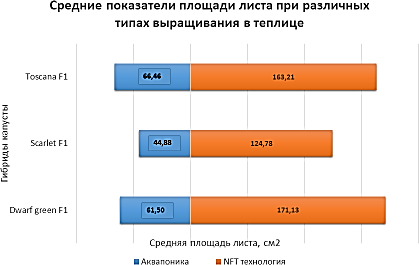 Средние показатели площади листа при различных
типах выращивания в теплице
Гибриды капусты
Toscana F1
66,46
163,21
Scarlet F1
44,88
124,78
Dwarf green F1
61,50
171,13
Средняя площадь листа, см2
Аквапоника
NFT технология